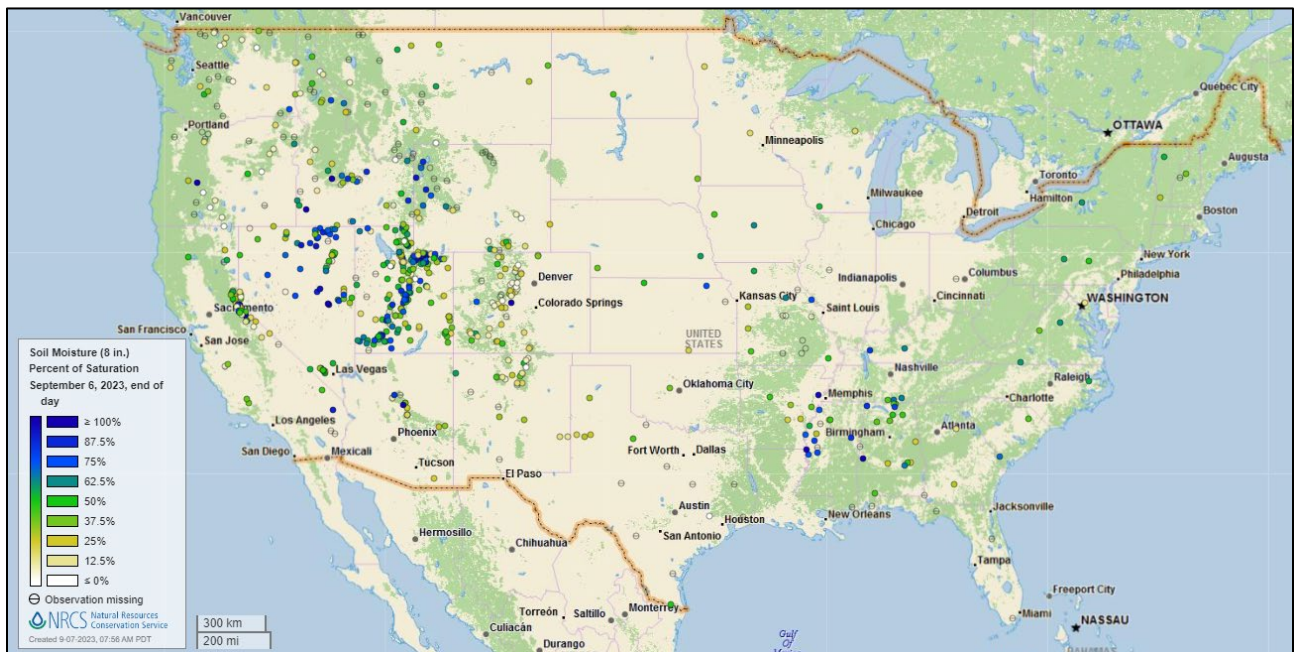 Vancouver
Seattle
Portland
Quebec City
OTTAWA
Minneapolis
Augusta
Toronto
Hamilton
Milwaukee
Detroit
Boston
Chicago
New York
Denver
Indianapolis
Columbus
Philadelphia
Colorado Springs
Kansas City
Cincinnati
WASHINGTON
Sacramento
Saint Louis
San Francisco
UNITED
STATES
San Jose
Las Vegas
Nashville
Raleigh
Oklahoma City
Memphis
Charlotte
Los Angeles
Phoenix
Birmingham
Atlanta
San Diego
Mexicali
Fort Worth
Dallas
Tucson
El Paso
Austin
Jacksonville
Hermosillo
Houston
New Orleans
San Antonio
Chihuahua
Tampa
Freeport City
Torreón
Saltillo
Monterrey
Miami
NASSAU
Culiacán
Durango
Gulf
Of
Soil Moisture (8 in.)
Percent of Saturation
September 6, 2023, end of
day
≥ 100%
87.5%
75%
62.5%
50%
37.5%
25%
12.5%
≤ 0%
Observation missing
NRCS Natural Resources
Conservation Service
Created 9-07-2023, 07:56 AM PDT
300 km
200 mi